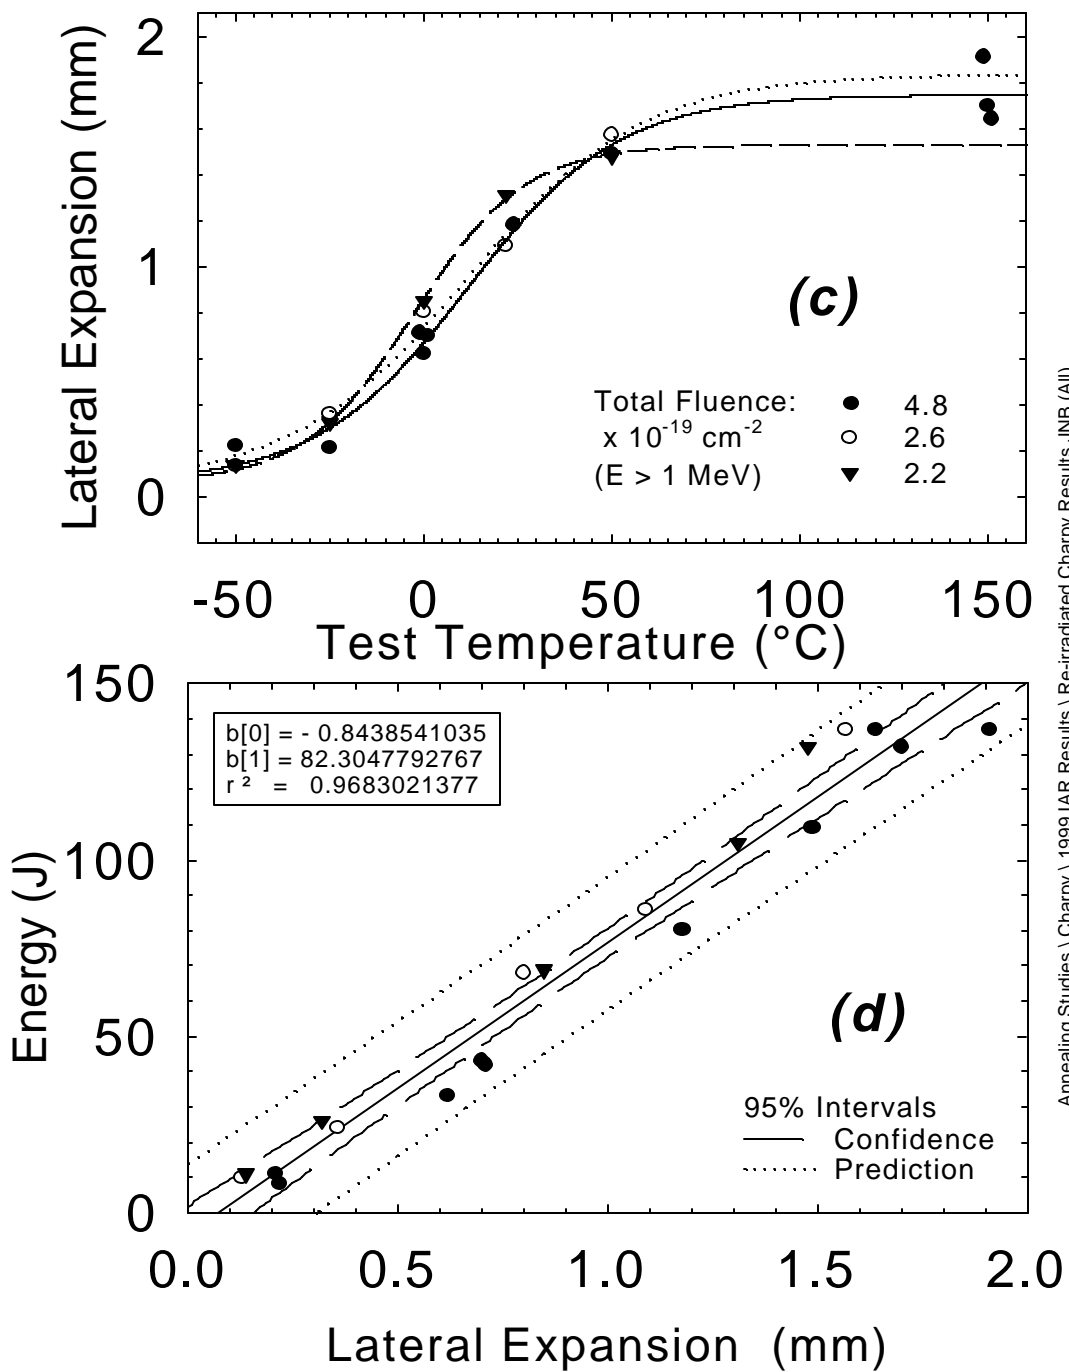 2
1
0
Lateral Expansion (mm)
(c)
Total Fluence:
x 10⁻¹⁹ cm⁻²
(E > 1 MeV)
4.8
2.6
2.2
-50 0 50 100 150
Test Temperature (°C)
150
100
50
0
Energy (J)
b[0] = - 0.8438541035
b[1] = 82.3047792767
r ² = 0.9683021377
(d)
95% Intervals
Confidence
Prediction
0.0 0.5 1.0 1.5 2.0
Lateral Expansion (mm)
Annealing Studies \ Charpy \ 1999 IAR Results \ Re-irradiated Charpy Results.JNB (All)